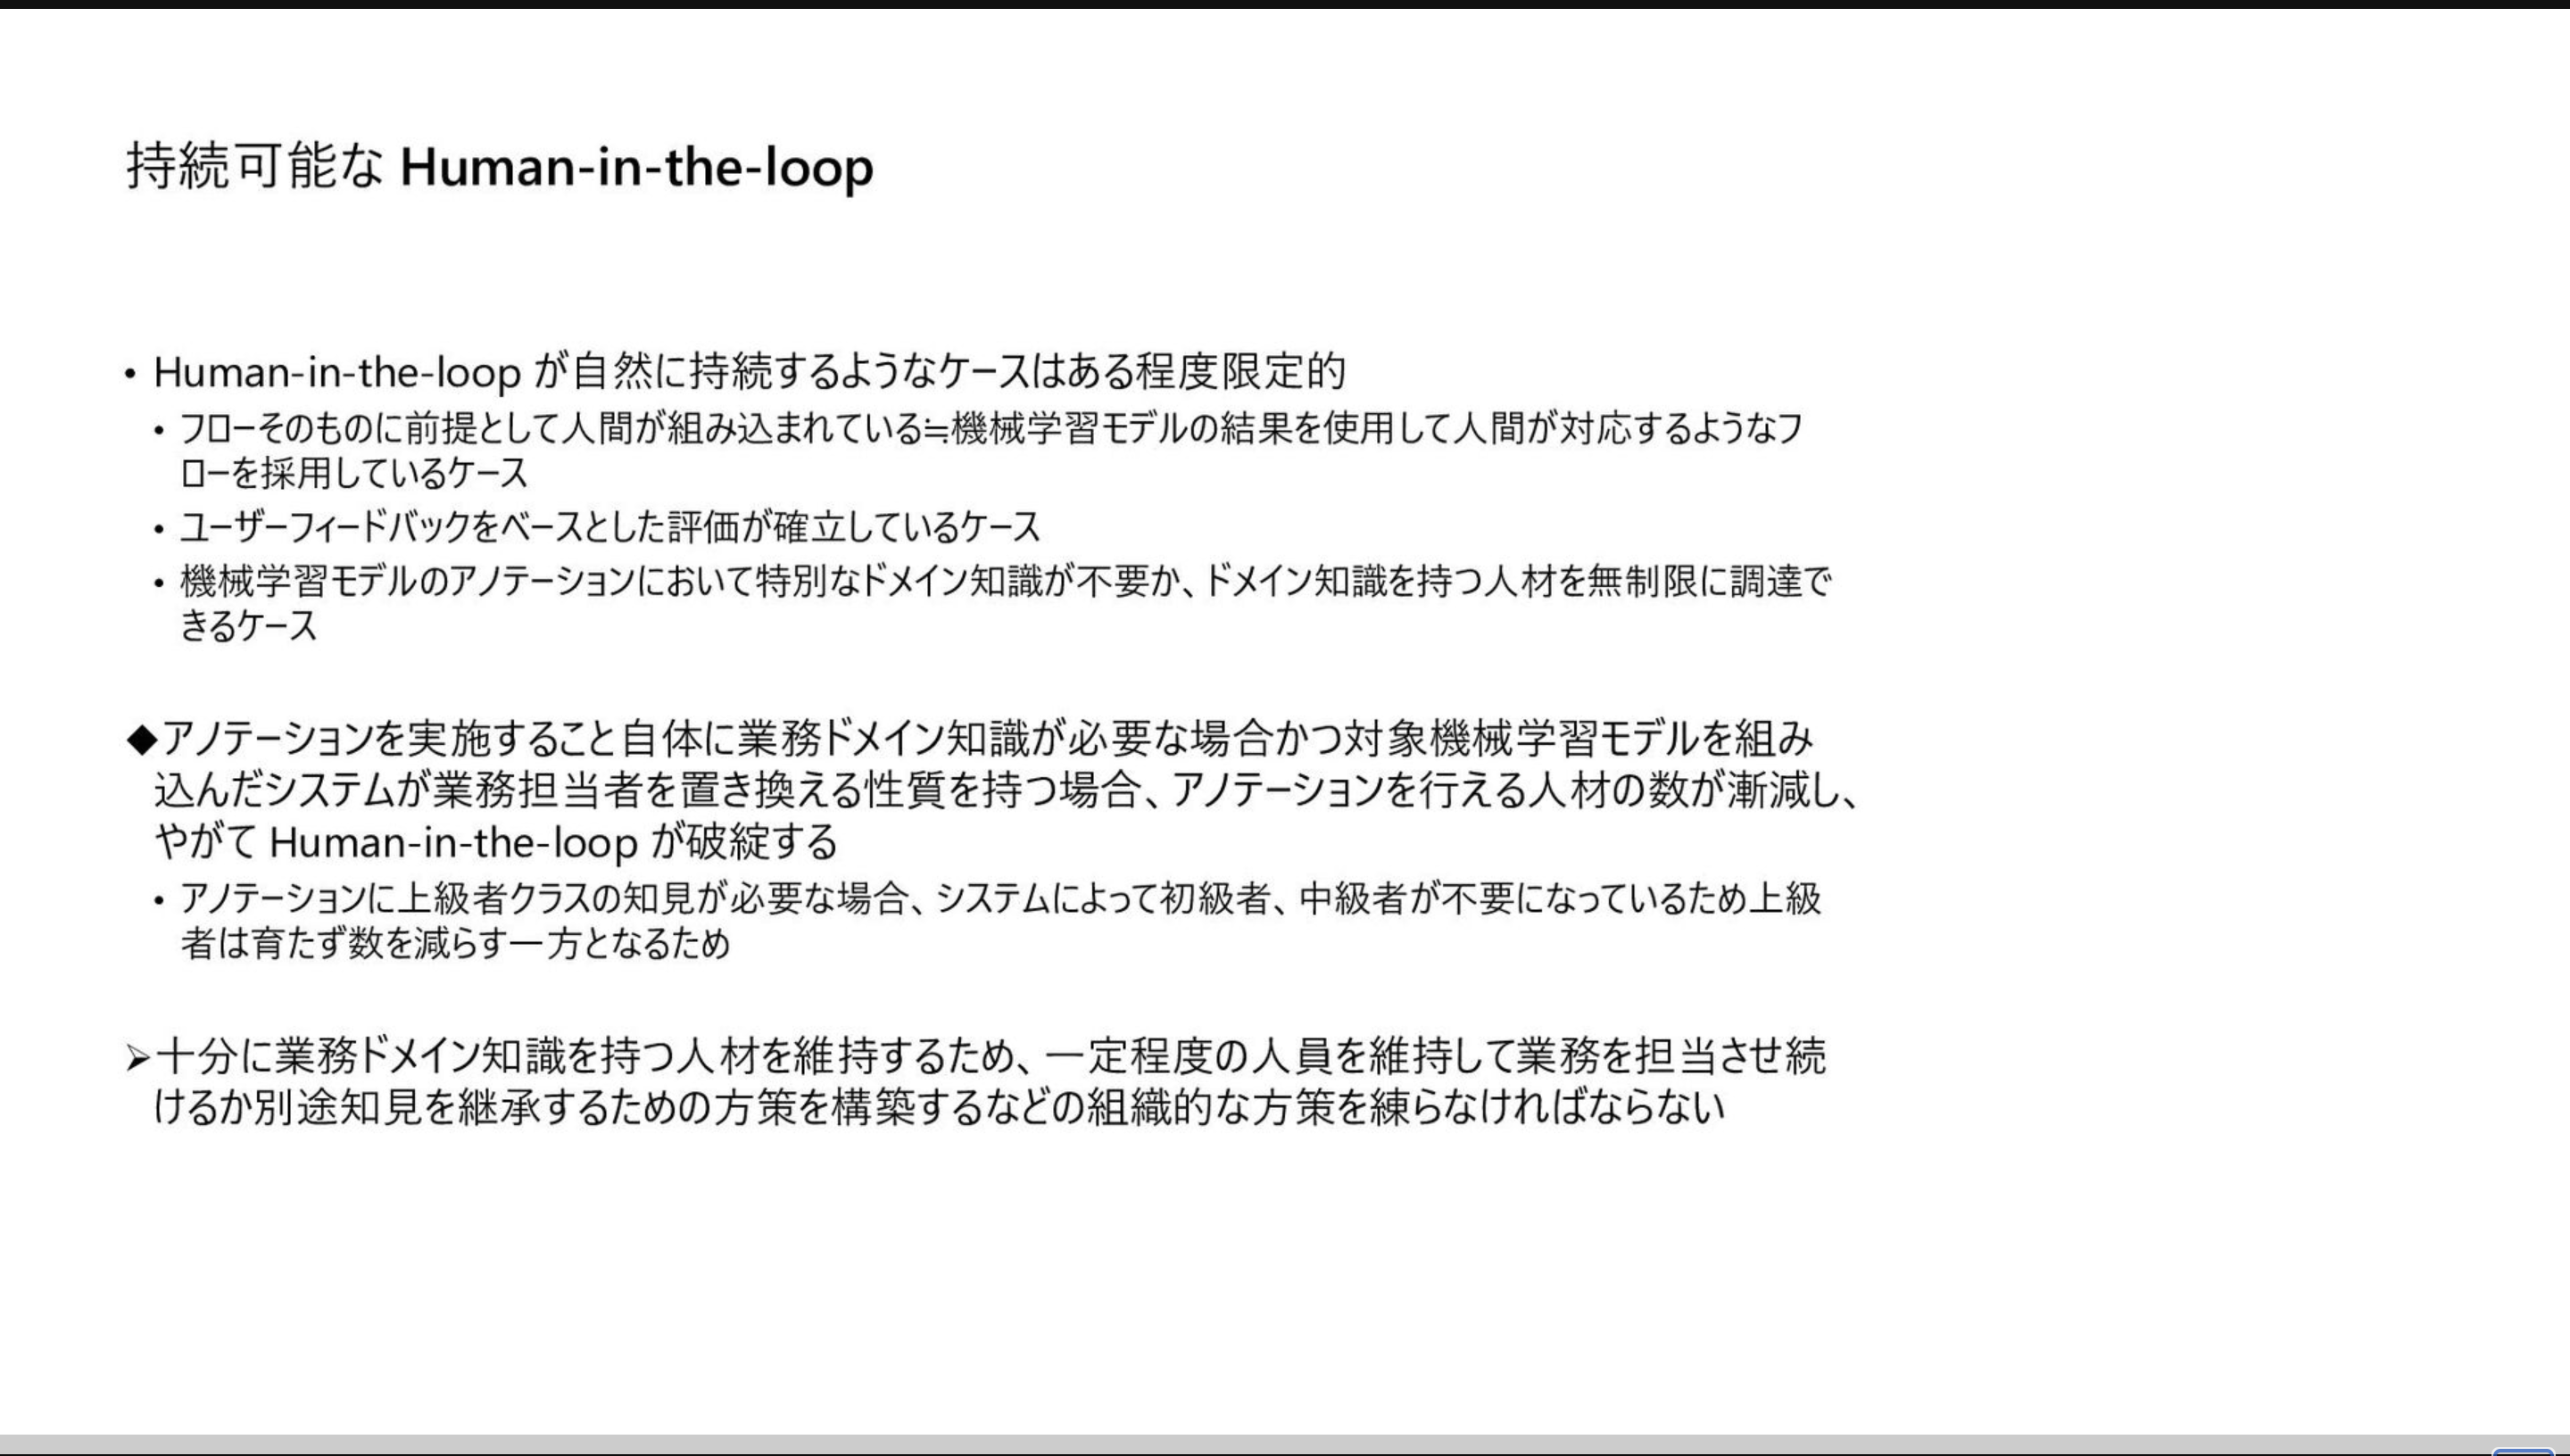 持続可能な Human-in-the-loop
• Human-in-the-loop が自然に持続するようなケースはある程度限定的
• フローそのものに前提として人間が組み込まれている≒機械学習モデルの結果を使用して人間が対応するようなフ
ローを採用しているケース
• ユーザーフィードバックをベースとした評価が確立しているケース
• 機械学習モデルのアノテーションにおいて特別なドメイン知識が不要か、ドメイン知識を持つ人材を無制限に調達で
きるケース
◆アノテーションを実施すること自体に業務ドメイン知識が必要な場合かつ対象機械学習モデルを組み
込んだシステムが業務担当者を置き換える性質を持つ場合、アノテーションを行える人材の数が漸減し、
やがて Human-in-the-loop が破綻する
• アノテーションに上級者クラスの知見が必要な場合、システムによって初級者、中級者が不要になっているため上級
者は育たず数を減らす一方となるため
➢十分に業務ドメイン知識を持つ人材を維持するため、一定程度の人員を維持して業務を担当させ続
けるか別途知見を継承するための方策を構築するなどの組織的な方策を練らなければならない